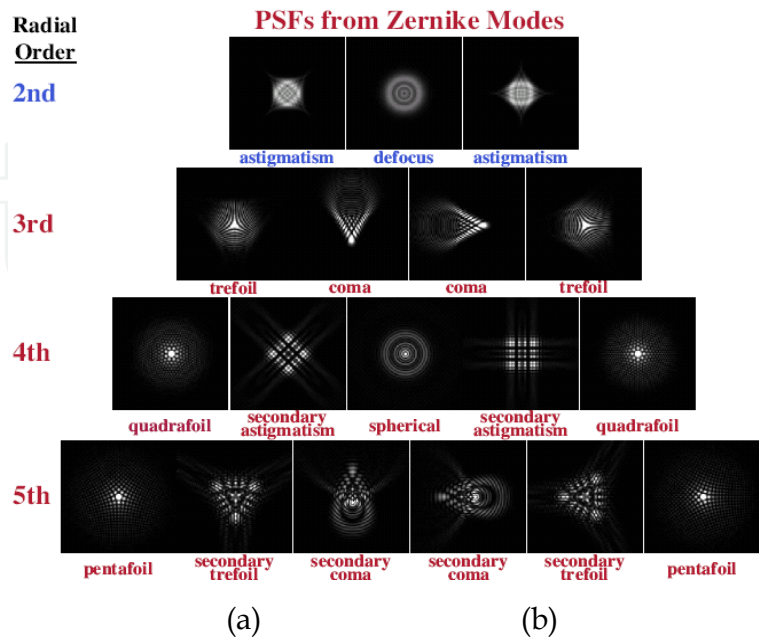 Radial
Order
PSFs from Zernike Modes
2nd
astigmatism defocus astigmatism
3rd
trefoil coma coma trefoil
4th
quadrafoil secondary astigmatism spherical secondary astigmatism quadrafoil
5th
pentafoil secondary trefoil secondary coma secondary coma secondary trefoil pentafoil
(a) (b)